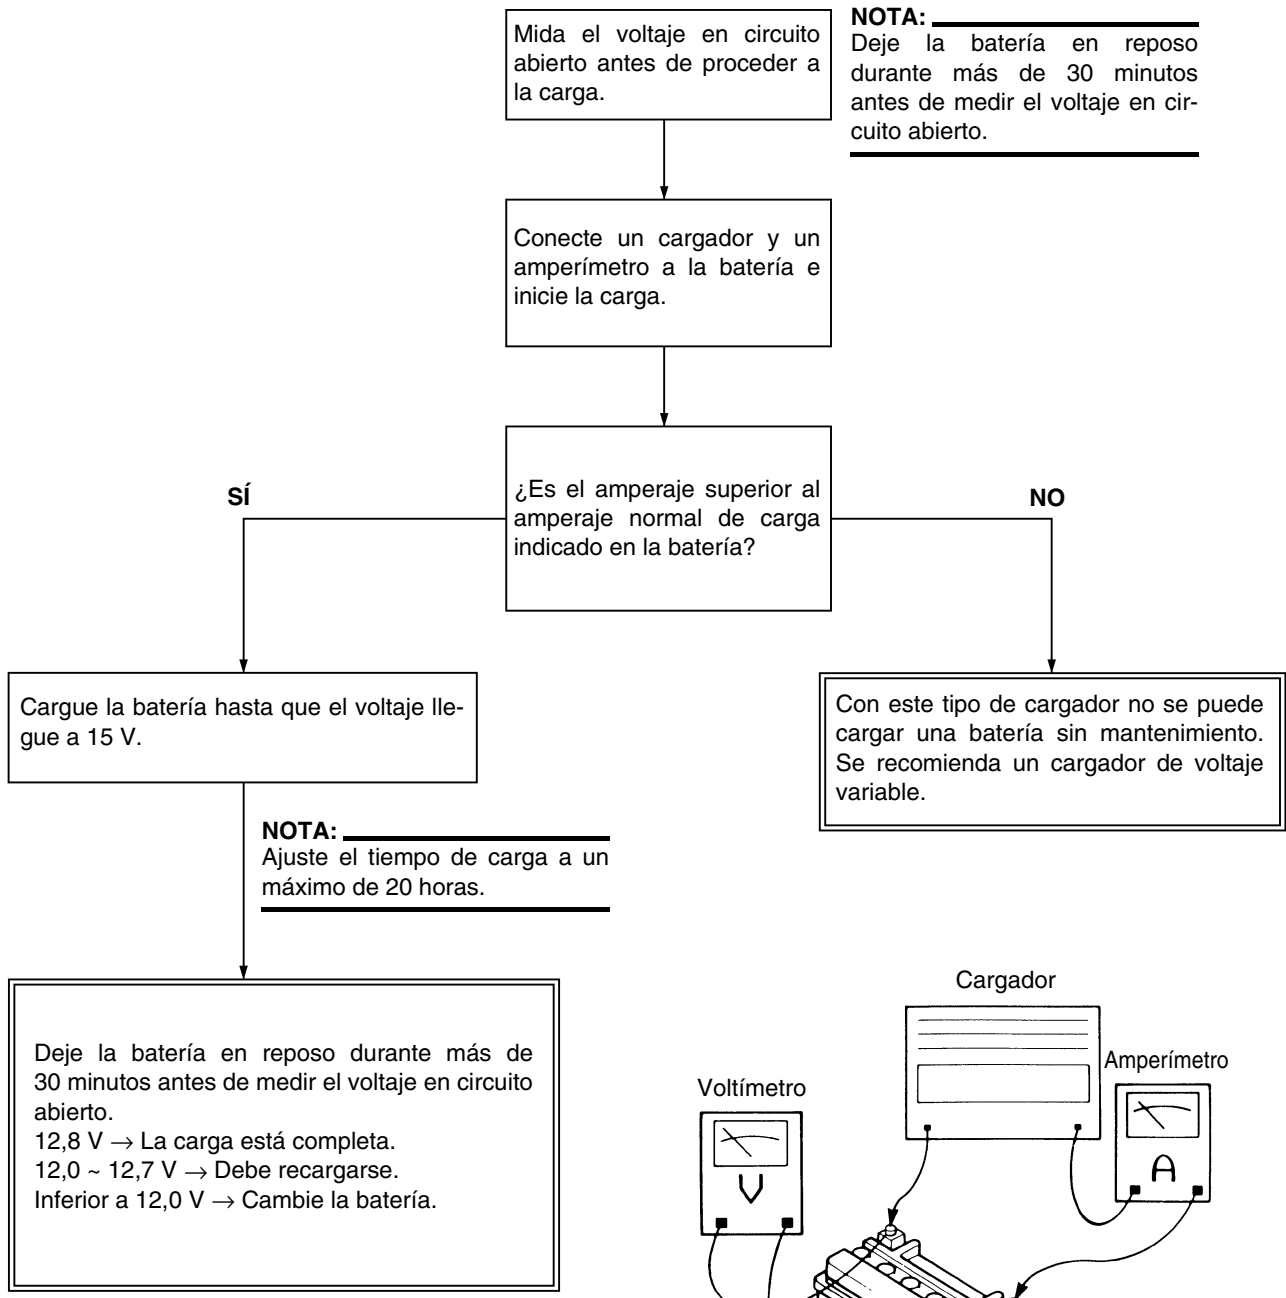 Mida el voltaje en circuito
abierto antes de proceder a
la carga.
NOTA:
Deje la batería en reposo
durante más de 30 minutos
antes de medir el voltaje en cir-
cuito abierto.
Conecte un cargador y un
amperímetro a la batería e
inicie la carga.
¿Es el amperaje superior al
amperaje normal de carga
indicado en la batería?
SÍ
NO
Cargue la batería hasta que el voltaje lle-
gue a 15 V.
Con este tipo de cargador no se puede
cargar una batería sin mantenimiento.
Se recomienda un cargador de voltaje
variable.
NOTA:
Ajuste el tiempo de carga a un
máximo de 20 horas.
Deje la batería en reposo durante más de
30 minutos antes de medir el voltaje en circuito
abierto.
12,8 V → La carga está completa.
12,0 ~ 12,7 V → Debe recargarse.
Inferior a 12,0 V → Cambie la batería.
Cargador
Amperímetro
Voltímetro
V
A